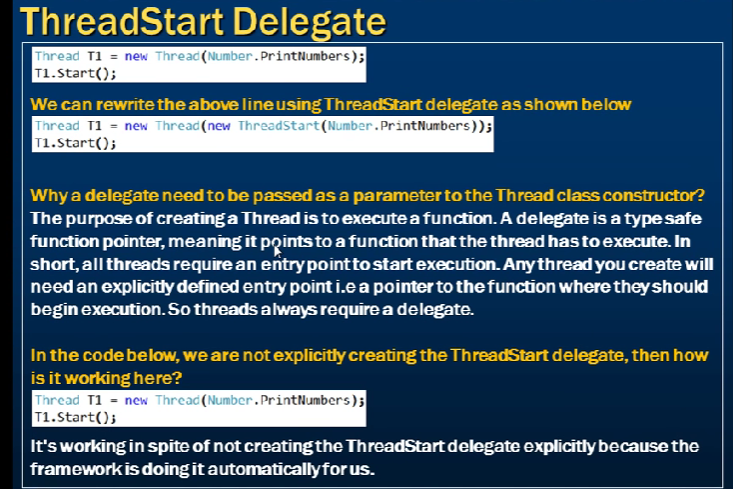 ThreadStart Delegate
Thread T1 = new Thread(Number.PrintNumbers);
T1.Start();
We can rewrite the above line using ThreadStart delegate as shown below
Thread T1 = new Thread(new ThreadStart(Number.PrintNumbers));
T1.Start();
Why a delegate need to be passed as a parameter to the Thread class constructor?
The purpose of creating a Thread is to execute a function. A delegate is a type safe
function pointer, meaning it points to a function that the thread has to execute. In
short, all threads require an entry point to start execution. Any thread you create will
need an explicitly defined entry point i.e a pointer to the function where they should
begin execution. So threads always require a delegate.
In the code below, we are not explicitly creating the ThreadStart delegate, then how
is it working here?
Thread T1 = new Thread(Number.PrintNumbers);
T1.Start();
It's working in spite of not creating the ThreadStart delegate explicitly because the
framework is doing it automatically for us.